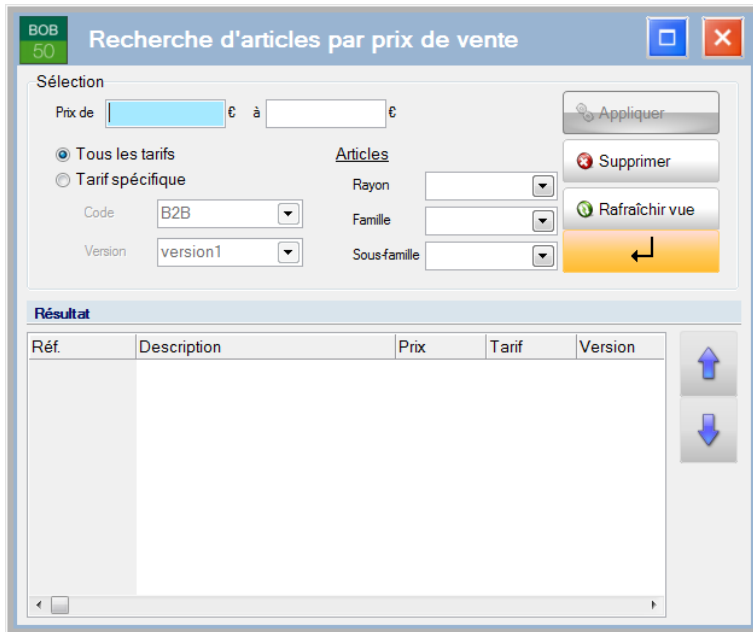 BOB
50
Recherche d'articles par prix de vente
Sélection
Prix de € à €
Appliquer
Tous les tarifs
Articles
Supprimer
Tarif spécifique
Rayon
Code B2B
Famille
Rafraîchir vue
Version version1
Sous-famille
Résultat
Réf. Description Prix Tarif Version